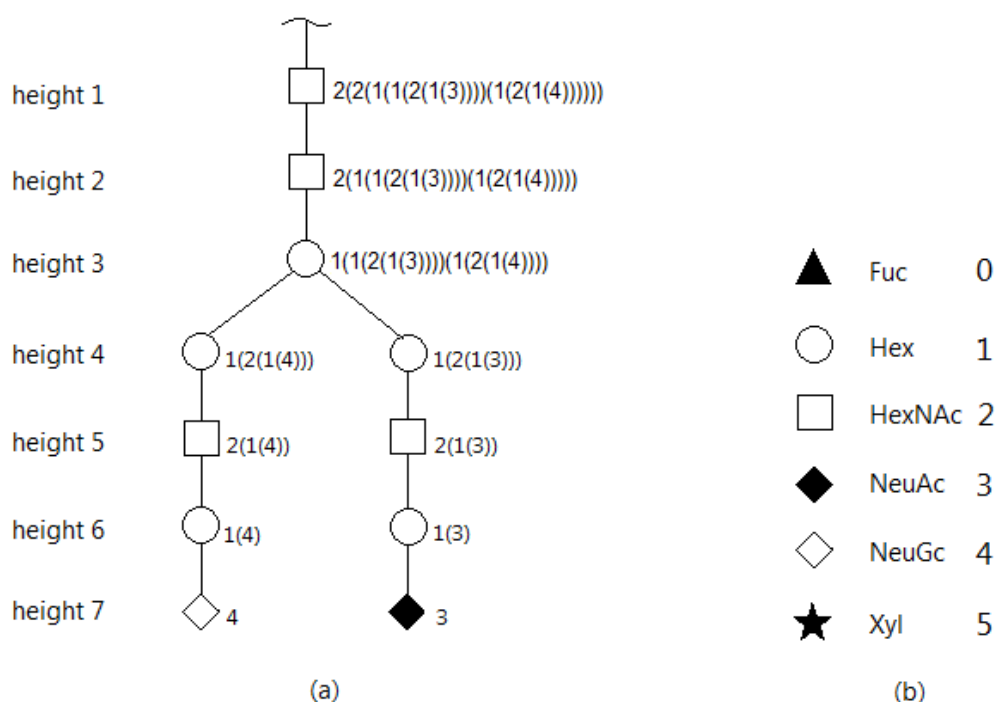 height 1 2(2(1(1(2(1(3))))(1(2(1(4))))))
height 2 2(1(1(2(1(3))))(1(2(1(4)))))
height 3 1(1(2(1(3))))(1(2(1(4))))
Fuc 0
height 4 1(2(1(4))) 1(2(1(3)))
Hex 1
height 5 2(1(4)) 2(1(3))
HexNAc 2
height 6 1(4) 1(3)
NeuAc 3
NeuGc 4
height 7 4 3
Xyl 5
(a) (b)